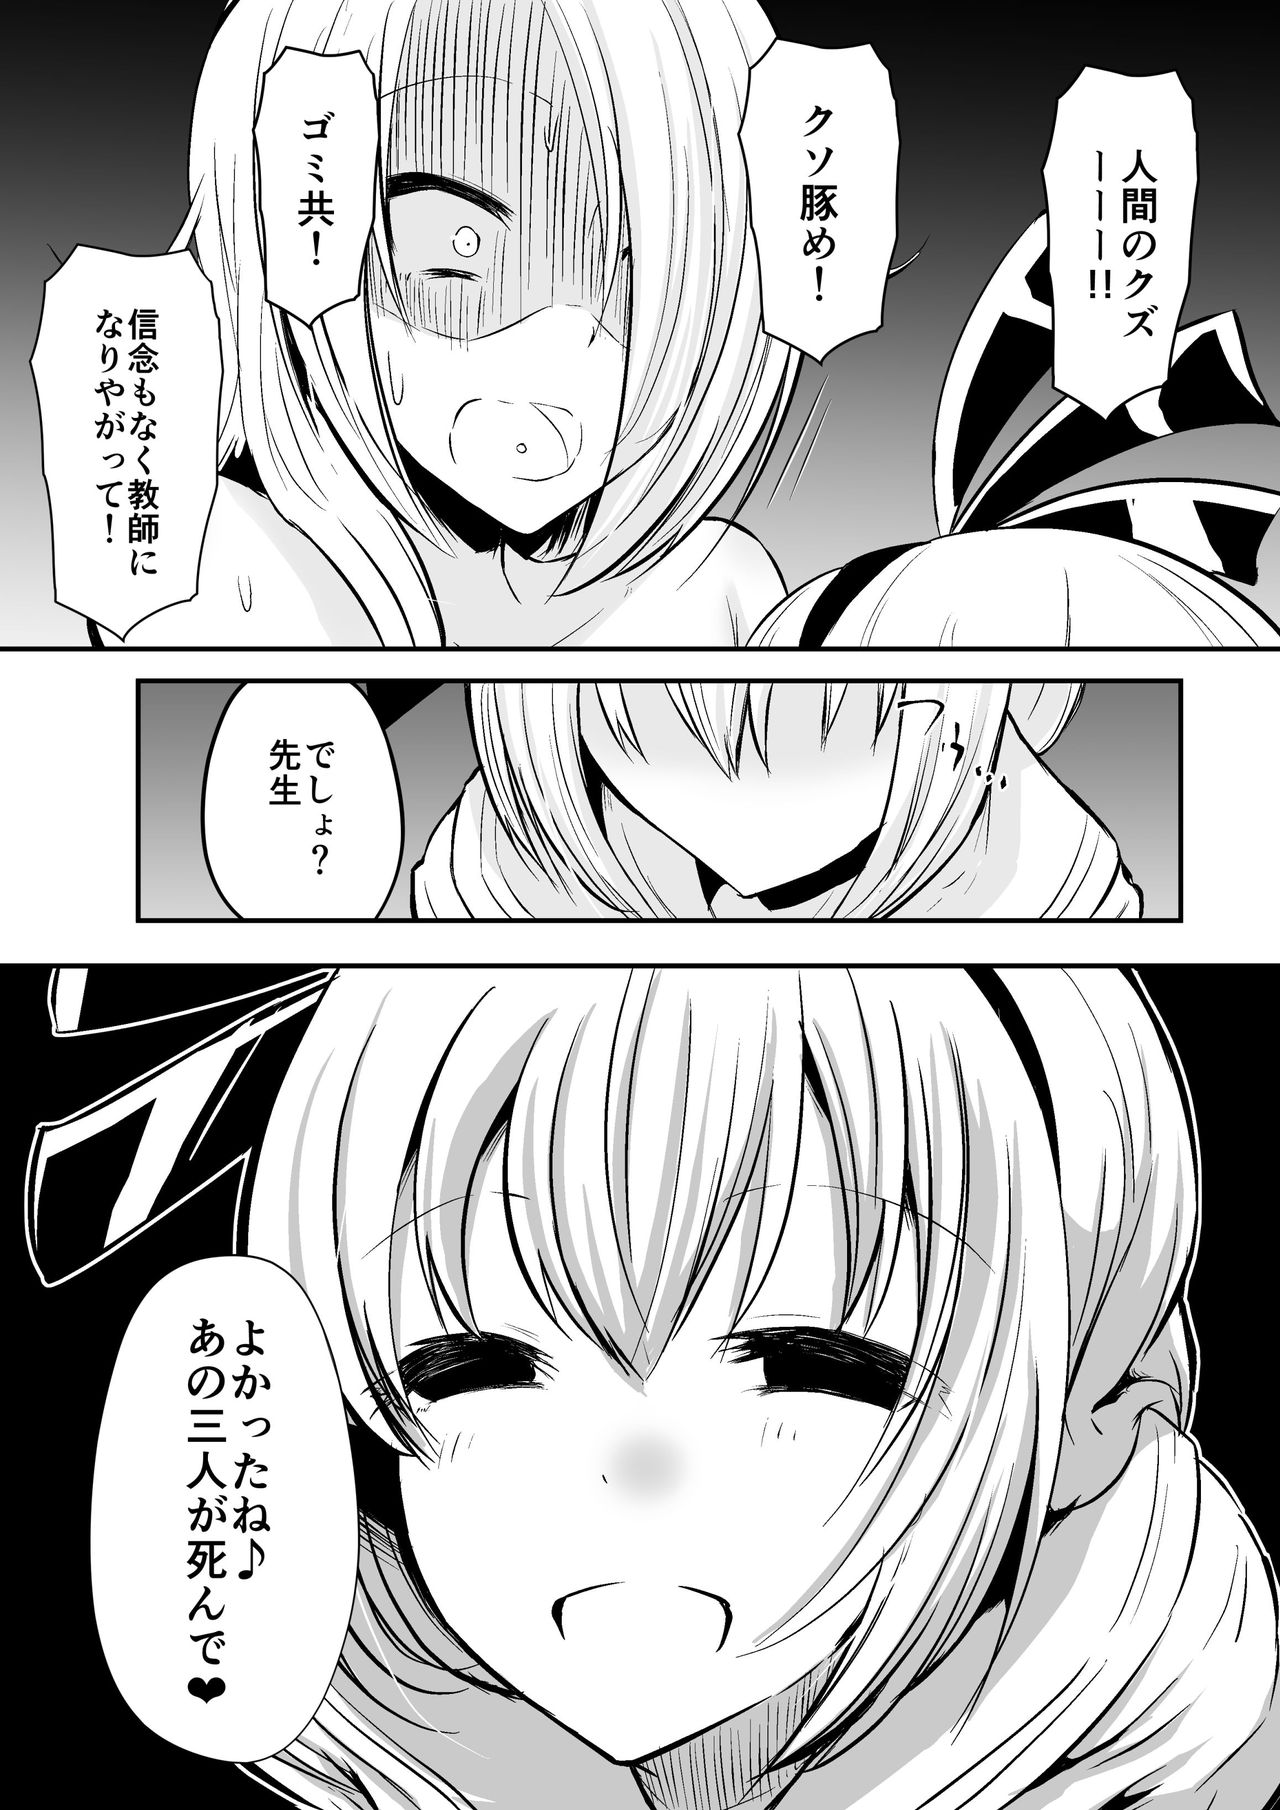 人間のクズ
ーーー!!
クソ豚め！
ゴミ共！
信念もなく教師に
なりやがって！
でしょ？
先生
よかったね♪
あの三人が死んで❤